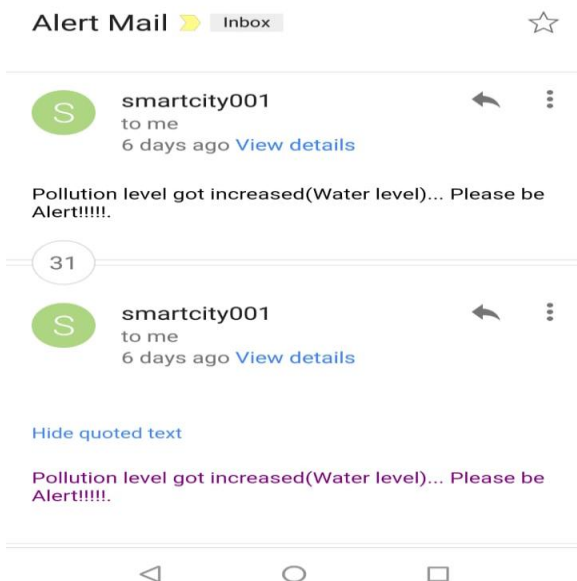 Alert Mail Inbox
S
smartcity001
to me
6 days ago View details
Pollution level got increased(Water level)... Please be
Alert!!!!!.
31
S
smartcity001
to me
6 days ago View details
Hide quoted text
Pollution level got increased(Water level)... Please be
Alert!!!!!.